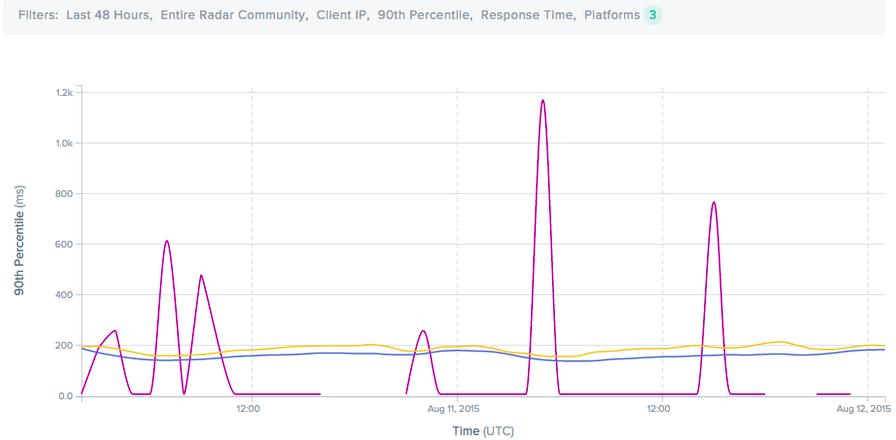 Filters: Last 48 Hours, Entire Radar Community, Client IP, 90th Percentile, Response Time, Platforms 3
1.2k
1.0k
800
600
400
200
0.0
90th Percentile (ms)
12:00
Aug 11, 2015
12:00
Aug 12, 2015
Time (UTC)